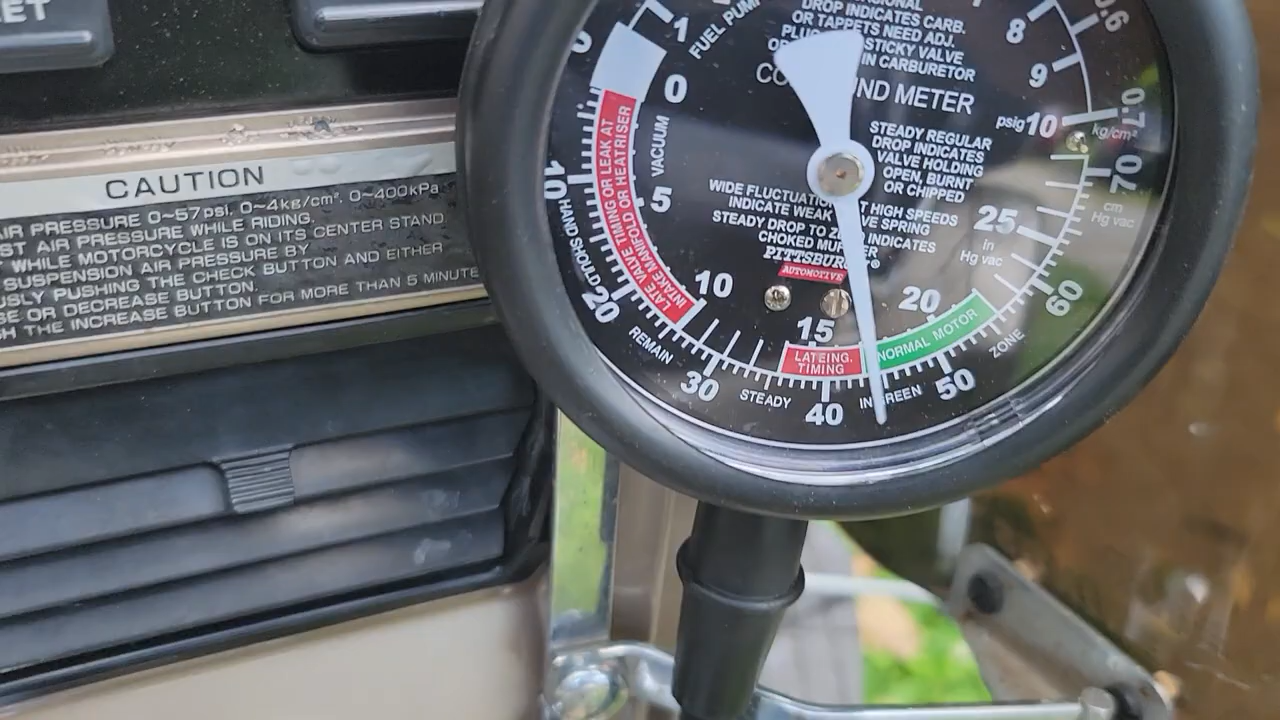 CAUTION
AIR PRESSURE 0~57psi, 0~4kg/cm². 0~400kPa
AIR PRESSURE WHILE RIDING.
WHILE MOTORCYCLE IS ON ITS CENTER STAND
SUSPENSION AIR PRESSURE BY
PUSHING THE CHECK BUTTON AND EITHER
OR DECREASE BUTTON.
THE INCREASE BUTTON FOR MORE THAN 5 MINUTE
FUEL PUMP
DROP INDICATES CARB.
OR TAPPETS NEED ADJ.
STICKY VALVE
IN CARBURETOR
METER
STEADY REGULAR
DROP INDICATES
VALVE HOLDING
OPEN, BURNT
OR CHIPPED
WIDE
HIGH SPEEDS
INDICATE WEAK
SPRING
STEADY DROP TO
INDICATES
CHOKED
PITTSBURGH®
AUTOMOTIVE
1
0
VACUUM
5
10
15
20
25
in
Hg vac
8
9
psig 10
0.6
0.7
kg/cm²
70
cm
Hg vac
60
50
40
30
20
10
LATE VALVE TIMING OR LEAK AT
INTAKE MANIFOLD OR HEATRISER
LATE ING.
TIMING
NORMAL MOTOR
HAND SHOULD
REMAIN
STEADY
IN GREEN
ZONE